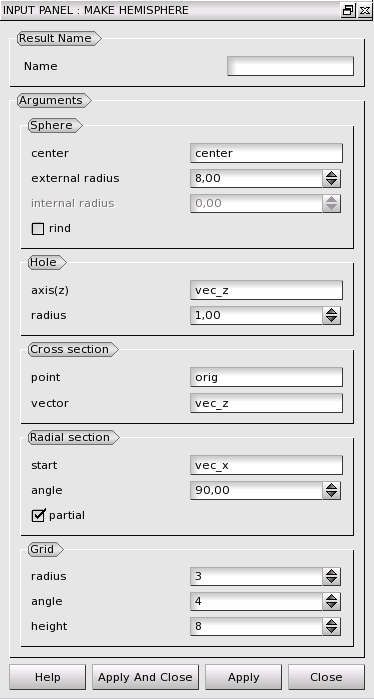 INPUT PANEL : MAKE HEMISPHERE
Result Name
Name
Arguments
Sphere
center center
external radius 8,00
internal radius 0,00
rind
Hole
axis(z) vec_z
radius 1,00
Cross section
point orig
vector vec_z
Radial section
start vec_x
angle 90,00
partial
Grid
radius 3
angle 4
height 8
Help Apply And Close Apply Close